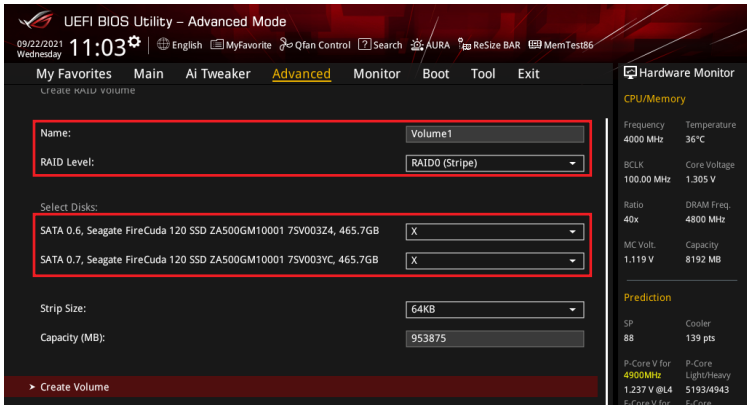 UEFI BIOS Utility – Advanced Mode
09/22/2021 Wednesday 11:03 English MyFavorite Qfan Control ? Search AURA ReSize BAR MemTest86
My Favorites Main Ai Tweaker Advanced Monitor Boot Tool Exit
Hardware Monitor
Create RAID Volume
Name: Volume1
RAID Level: RAID0 (Stripe)
Select Disks:
SATA 0.6, Seagate FireCuda 120 SSD ZA500GM10001 7SV003Z4, 465.7GB X
SATA 0.7, Seagate FireCuda 120 SSD ZA500GM10001 7SV003YC, 465.7GB X
Strip Size: 64KB
Capacity (MB): 953875
➤ Create Volume
CPU/Memory
Frequency Temperature
4000 MHz 36°C
BCLK Core Voltage
100.00 MHz 1.305 V
Ratio DRAM Freq.
40x 4800 MHz
MC Volt. Capacity
1.119 V 8192 MB
Prediction
SP Cooler
88 139 pts
P-Core V for P-Core
4900MHz Light/Heavy
1.237 V @L4 5193/4943
E-Core V for E-Core